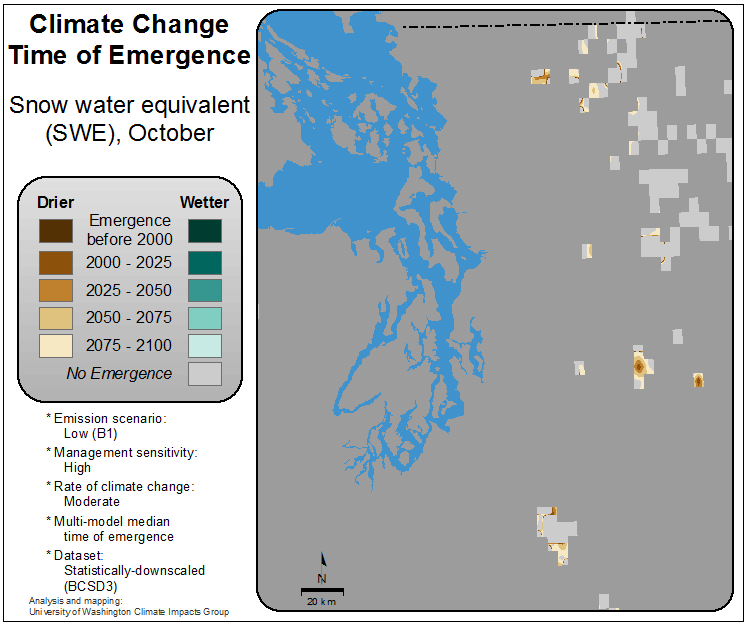 Climate Change
Time of Emergence
Snow water equivalent
(SWE), October
Drier Wetter
Emergence
before 2000
2000 - 2025
2025 - 2050
2050 - 2075
2075 - 2100
No Emergence
* Emission scenario:
Low (B1)
* Management sensitivity:
High
* Rate of climate change:
Moderate
* Multi-model median
time of emergence
* Dataset:
Statistically-downscaled
(BCSD3)
Analysis and mapping:
University of Washington Climate Impacts Group
N
20 km